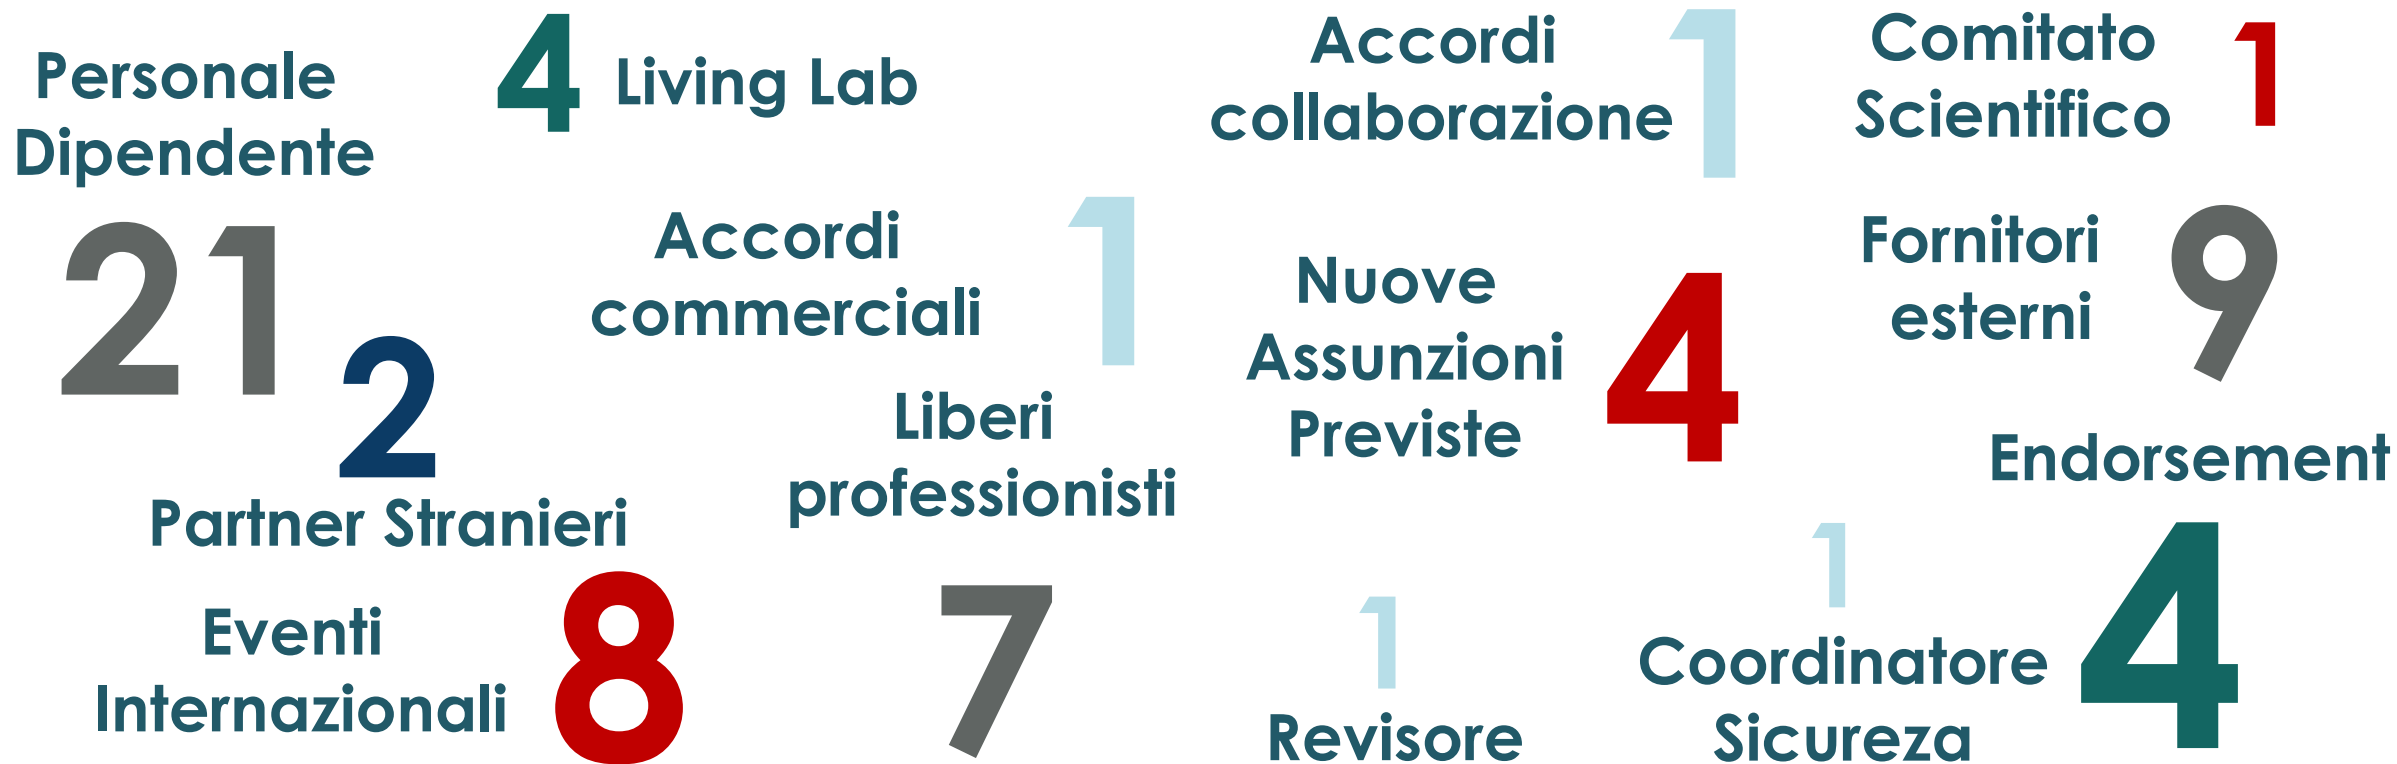 Personale
Dipendente
21
4 Living Lab
Accordi
commerciali
1
Accordi
collaborazione
1
Comitato
Scientifico
1
2
Partner Stranieri
Liberi
professionisti
7
Nuove
Assunzioni
Previste
4
Fornitori
esterni
9
Eventi
Internazionali
8
1
Revisore
1
Coordinatore
Sicureza
Endorsement
4